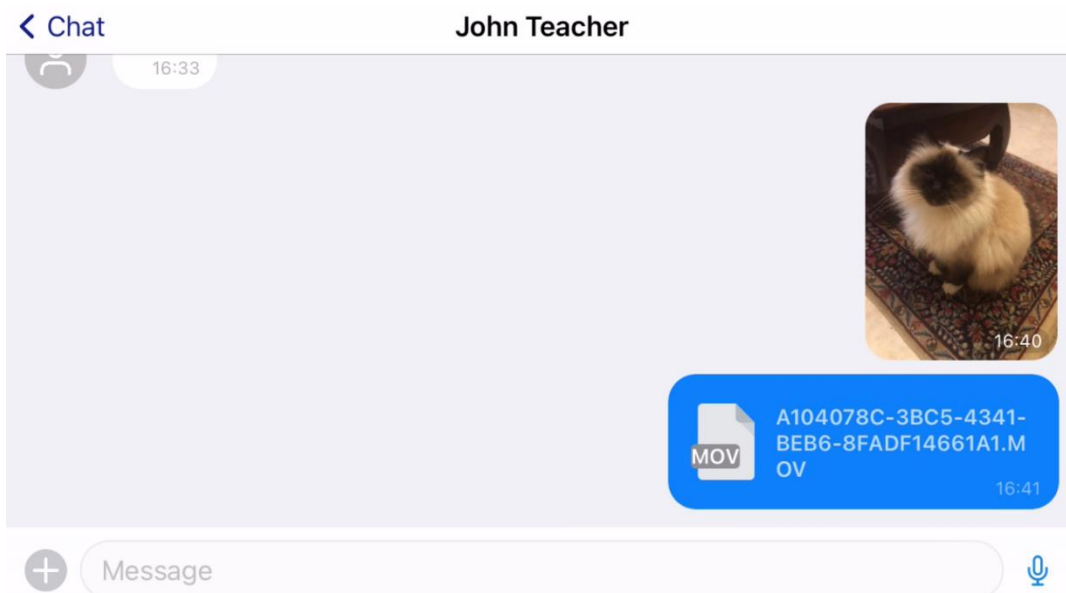 Chat
John Teacher
16:33
16:40
A104078C-3BC5-4341-
BEB6-8FADF14661A1.M
OV
MOV
16:41
Message